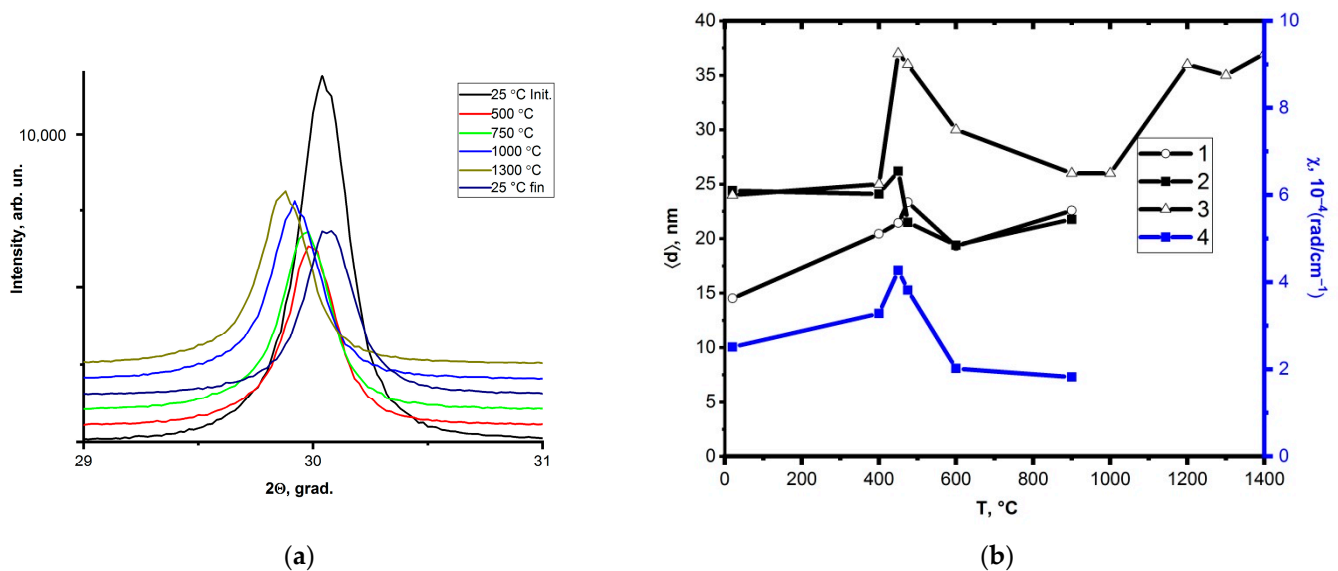 Intensity, arb. un.
10,000
25 °C Init.
500 °C
750 °C
1000 °C
1300 °C
25 °C fin
29
30
31
2Θ, grad.
(a)
⟨d⟩, nm
40
35
30
25
20
15
10
5
0
1
2
3
4
0
200
400
600
800
1000
1200
1400
T, °C
10
8
6
4
2
0
χ, 10⁻⁴(rad/cm⁻¹)
(b)